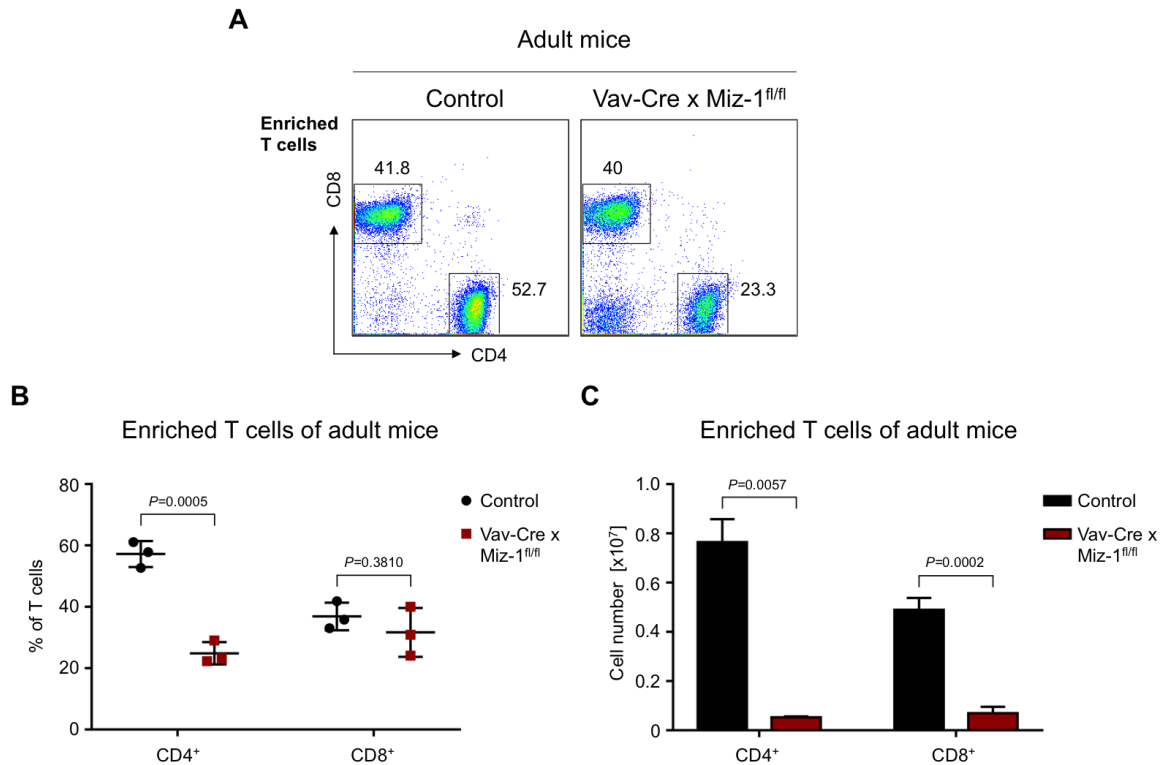 A
Adult mice
Control
Vav-Cre x Miz-1fl/fl
Enriched
T cells
CD8
41.8
52.7
40
23.3
CD4
B
Enriched T cells of adult mice
% of T cells
80
60
40
20
0
P=0.0005
P=0.3810
CD4+
CD8+
Control
Vav-Cre x
Miz-1fl/fl
C
Enriched T cells of adult mice
Cell number [x10⁷]
1.0
0.8
0.6
0.4
0.2
0
P=0.0057
P=0.0002
CD4+
CD8+
Control
Vav-Cre x
Miz-1fl/fl